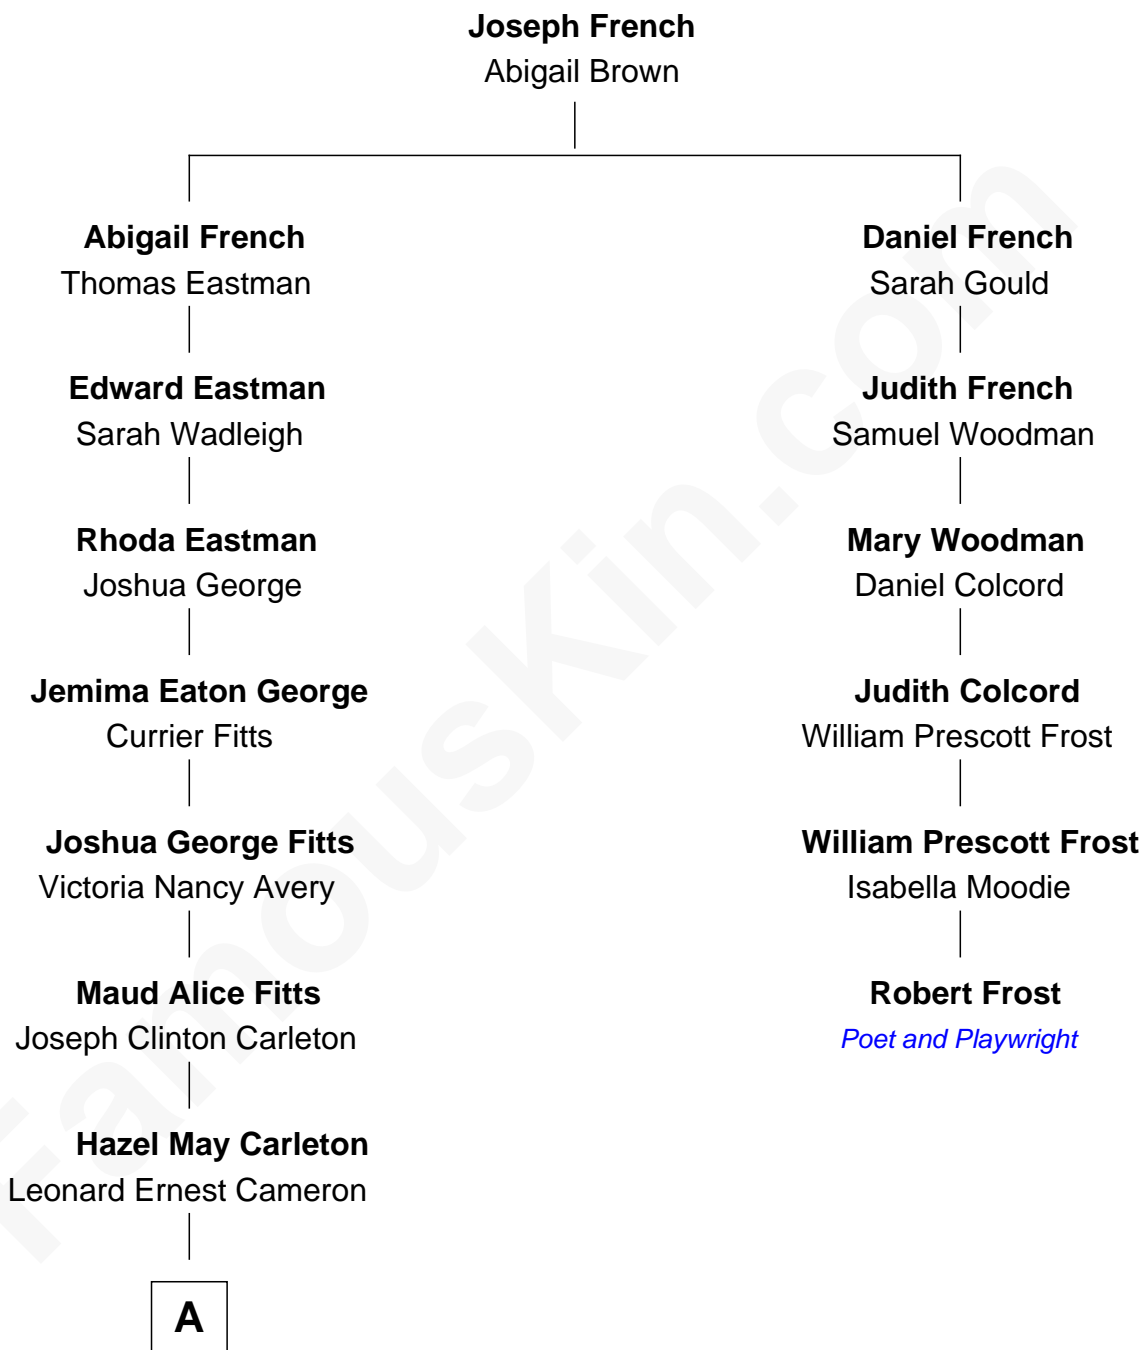 Joseph French
Abigail Brown
Abigail French
Thomas Eastman
Daniel French
Sarah Gould
Edward Eastman
Sarah Wadleigh
Judith French
Samuel Woodman
Rhoda Eastman
Joshua George
Mary Woodman
Daniel Colcord
Jemima Eaton George
Currier Fitts
Judith Colcord
William Prescott Frost
Joshua George Fitts
Victoria Nancy Avery
William Prescott Frost
Isabella Moodie
Maud Alice Fitts
Joseph Clinton Carleton
Robert Frost
Poet and Playwright
Hazel May Carleton
Leonard Ernest Cameron
A
FamousKin.com